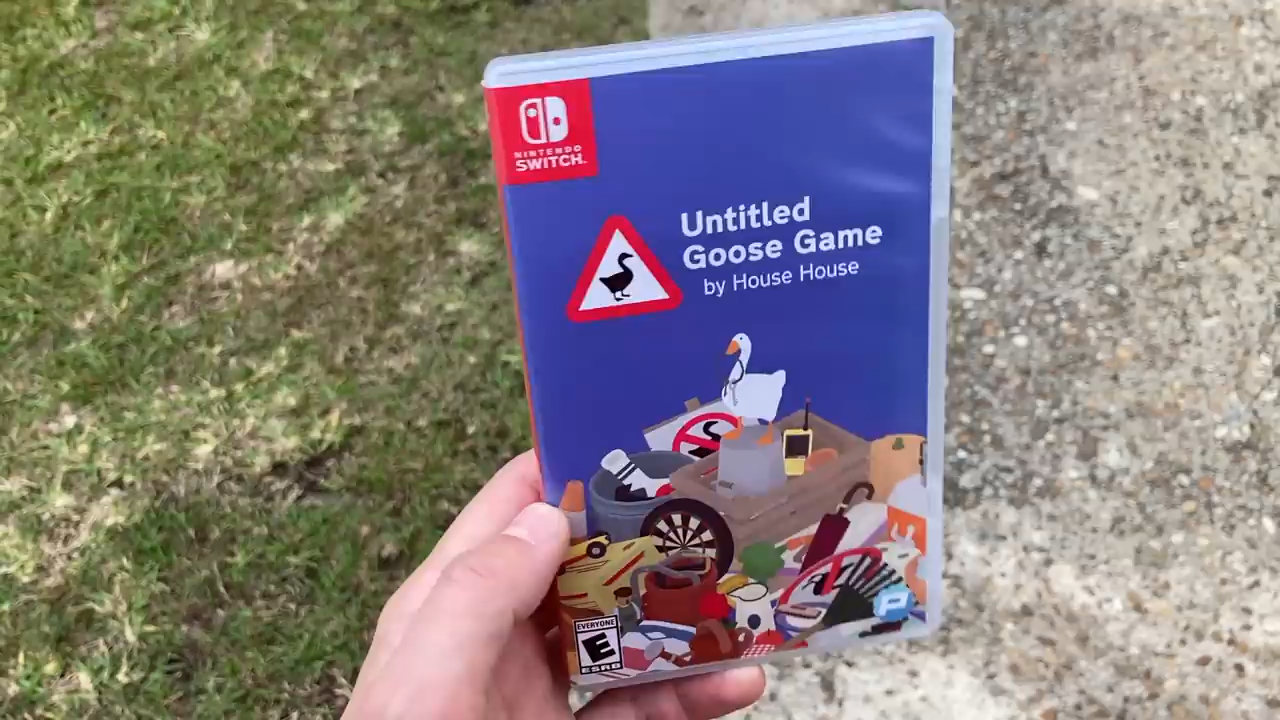 NINTENDO
SWITCH
Untitled
Goose Game
by House House
EVERYONE
E
ESRB
P